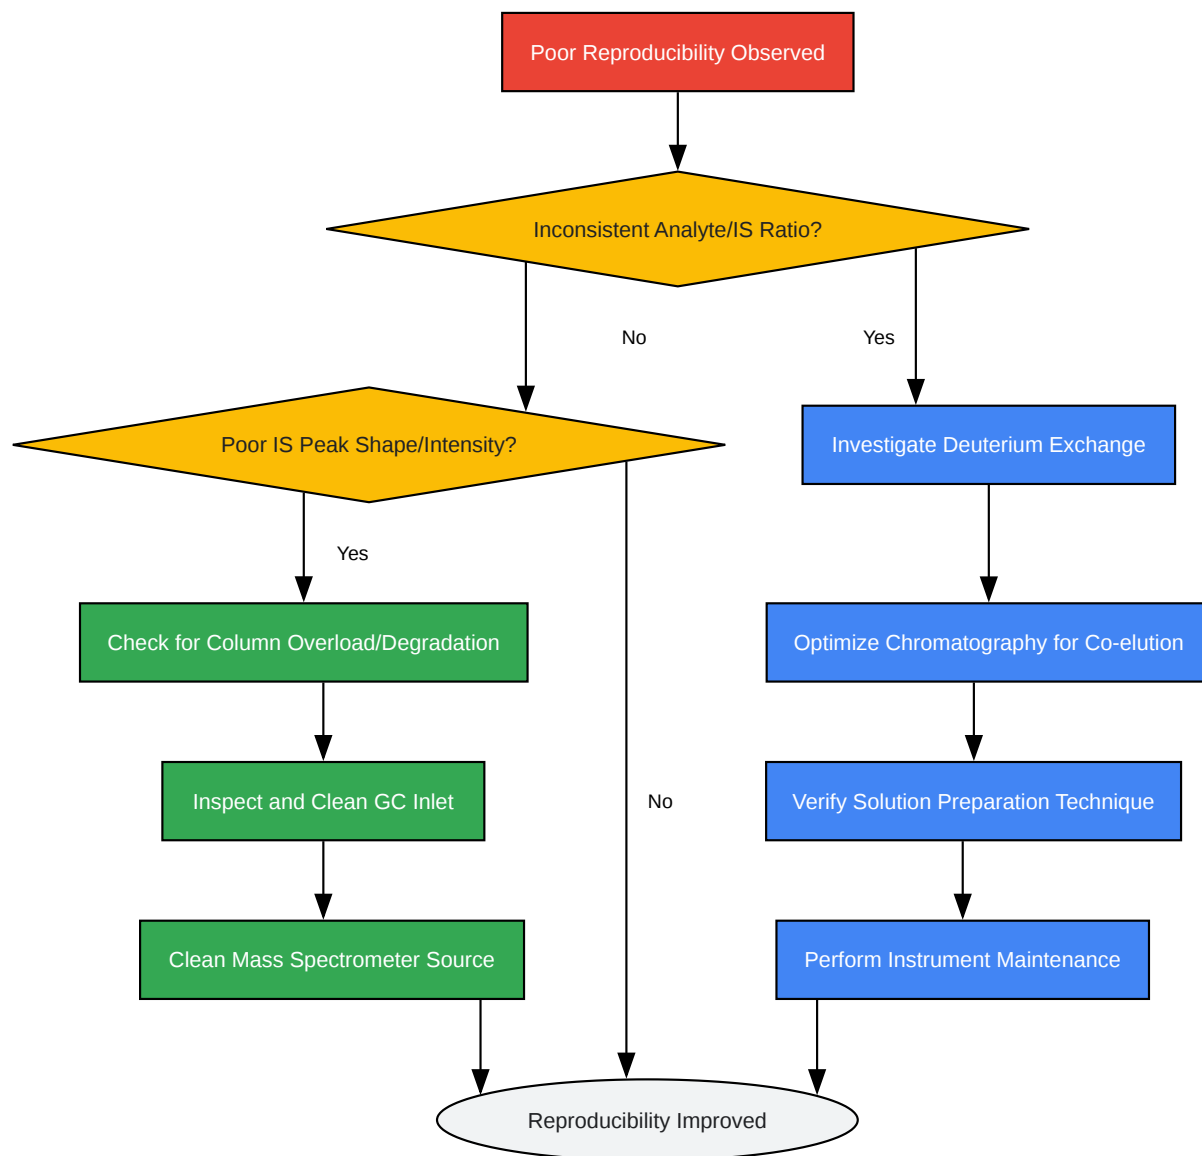 Poor Reproducibility Observed
Inconsistent Analyte/IS Ratio?
No
Yes
Poor IS Peak Shape/Intensity?
Investigate Deuterium Exchange
Yes
Check for Column Overload/Degradation
Optimize Chromatography for Co-elution
Inspect and Clean GC Inlet
No
Verify Solution Preparation Technique
Clean Mass Spectrometer Source
Perform Instrument Maintenance
Reproducibility Improved